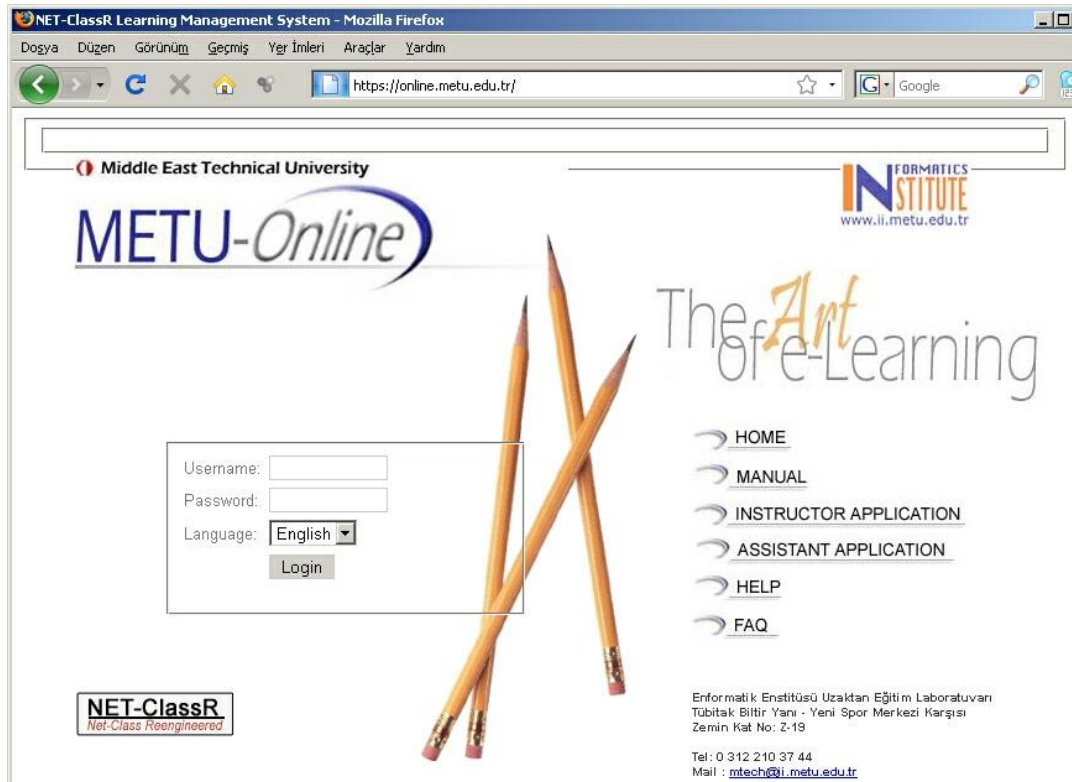 NET-ClassR Learning Management System - Mozilla Firefox
Dosya Düzen Görünüm Geçmiş Yer İmleri Araçlar Yardım
https://online.metu.edu.tr/
G Google
Middle East Technical University
INFORMATICS
INSTITUTE
www.ii.metu.edu.tr
METU-Online
The Art
of e-Learning
HOME
Username:
MANUAL
Password:
INSTRUCTOR APPLICATION
Language: English
ASSISTANT APPLICATION
Login
HELP
FAQ
NET-ClassR
Net-Class Reengineered
Enformatik Enstitüsü Uzaktan Eğitim Laboratuvarı
Tübitak Biltir Yanı - Yeni Spor Merkezi Karşısı
Zemin Kat No: Z-19
Tel: 0 312 210 37 44
Mail : mtech@ii.metu.edu.tr